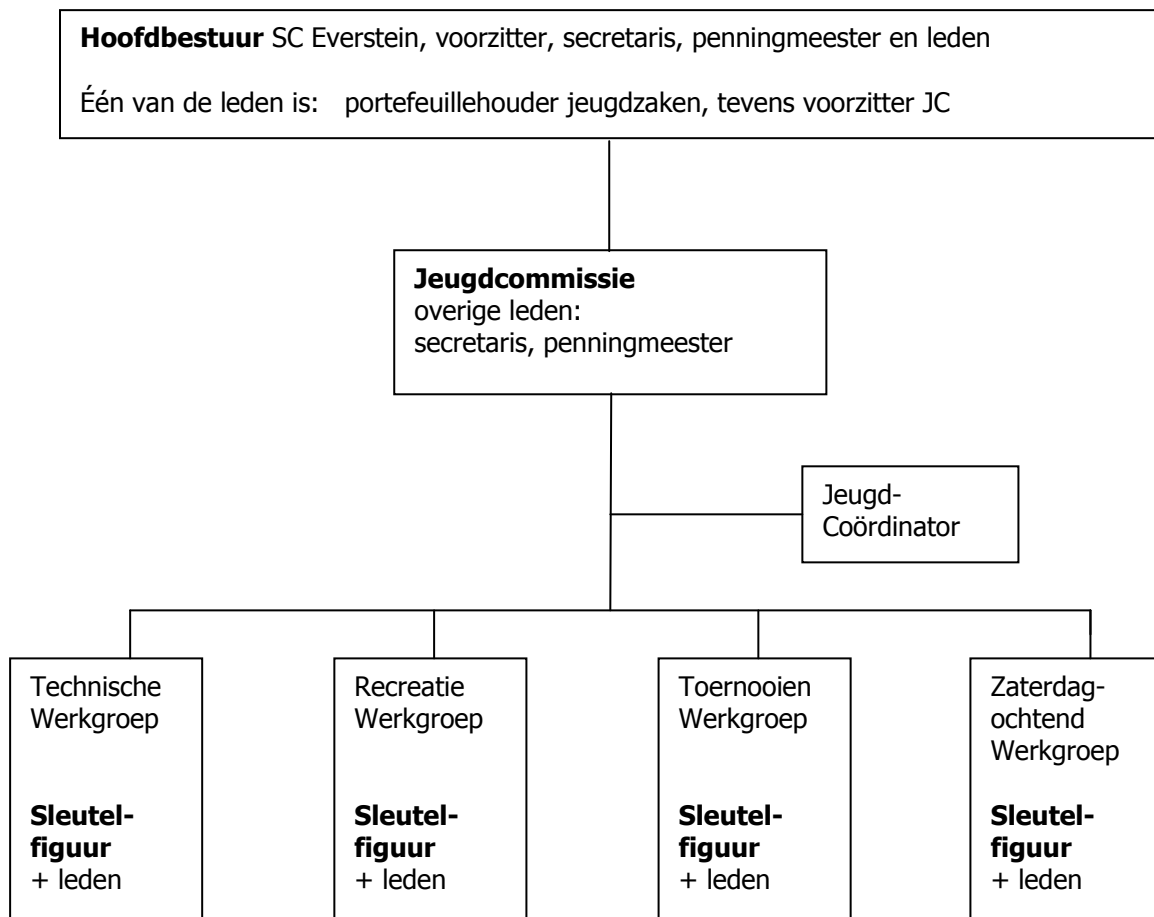 Hoofdbestuur SC Everstein, voorzitter, secretaris, penningmeester en leden
Één van de leden is: portefeuillehouder jeugdzaken, tevens voorzitter JC
Jeugdcommissie
overige leden:
secretaris, penningmeester
Jeugd-
Coördinator
Technische
Werkgroep
Sleutel-
figuur
+ leden
Recreatie
Werkgroep
Sleutel-
figuur
+ leden
Toernooien
Werkgroep
Sleutel-
figuur
+ leden
Zaterdag-
ochtend
Werkgroep
Sleutel-
figuur
+ leden